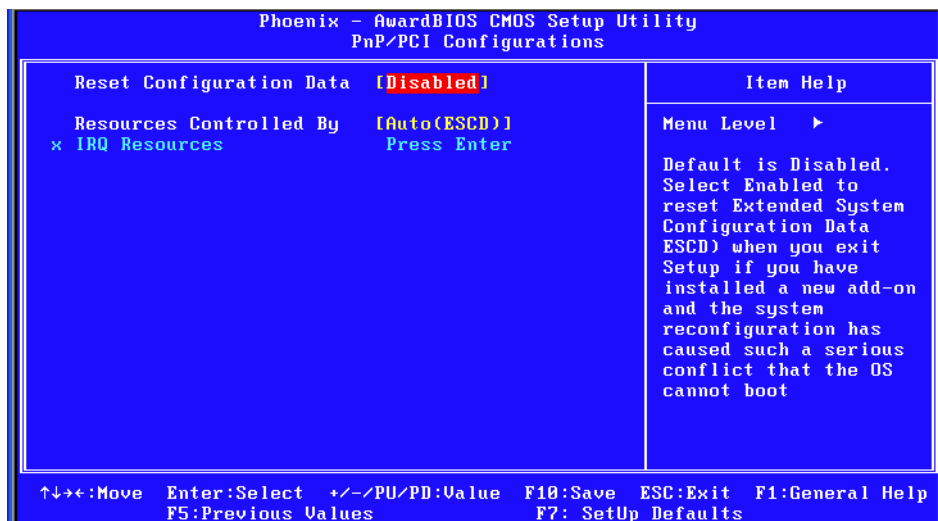 Phoenix - AwardBIOS CMOS Setup Utility
PnP/PCI Configurations
Reset Configuration Data [Disabled]
Resources Controlled By [Auto(ESCD)]
x IRQ Resources Press Enter
Item Help
Menu Level ►
Default is Disabled.
Select Enabled to
reset Extended System
Configuration Data
ESCD) when you exit
Setup if you have
installed a new add-on
and the system
reconfiguration has
caused such a serious
conflict that the OS
cannot boot
↑↓→←:Move Enter:Select +/-/PU/PD:Value F10:Save ESC:Exit F1:General Help
F5:Previous Values F7: SetUp Defaults